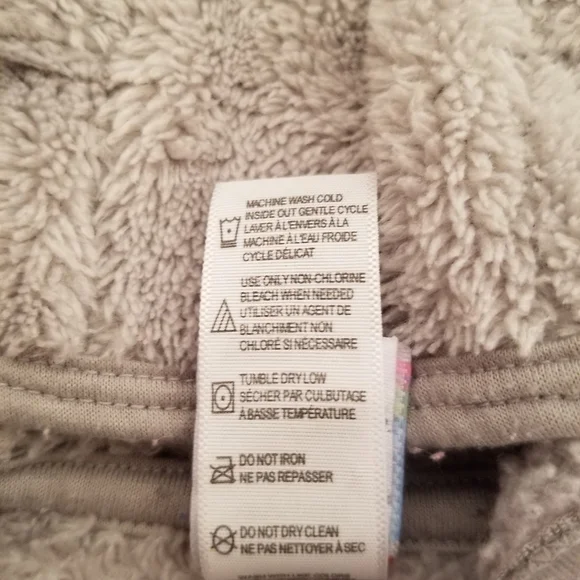 MACHINE WASH COLD
INSIDE OUT GENTLE CYCLE
LAVER À L'ENVERS À LA
MACHINE À L'EAU FROIDE
CYCLE DÉLICAT
USE ONLY NON-CHLORINE
BLEACH WHEN NEEDED
UTILISER UN AGENT DE
BLANCHIMENT NON
CHLORÉ SI NÉCESSAIRE
TUMBLE DRY LOW
SÉCHER PAR CULBUTAGE
À BASSE TEMPÉRATURE
DO NOT IRON
NE PAS REPASSER
DO NOT DRY CLEAN
NE PAS NETTOYER À SEC